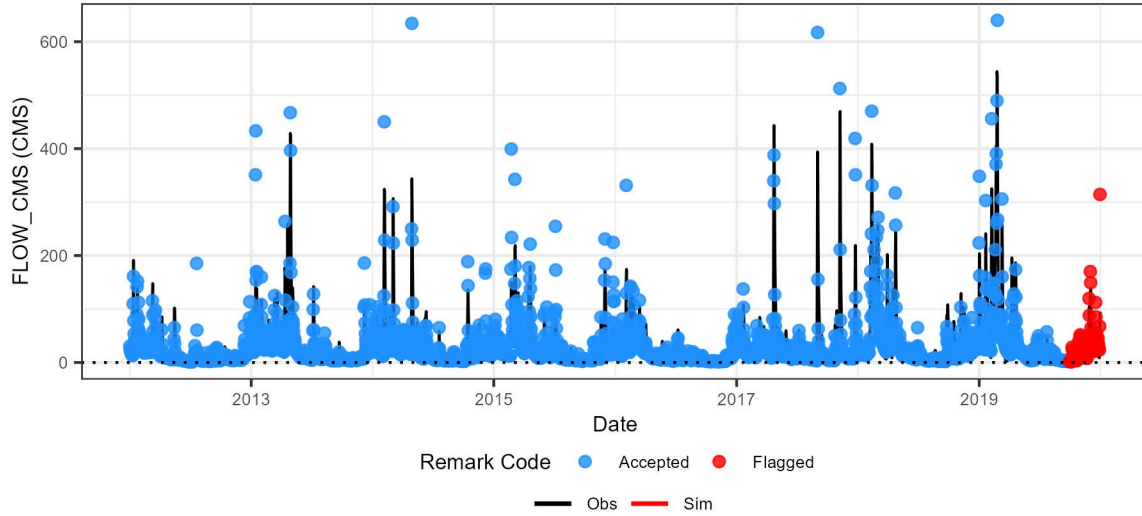 600
400
200
0
FLOW_CMS (CMS)
2013
2015
2017
2019
Date
Remark Code Accepted Flagged
Obs Sim